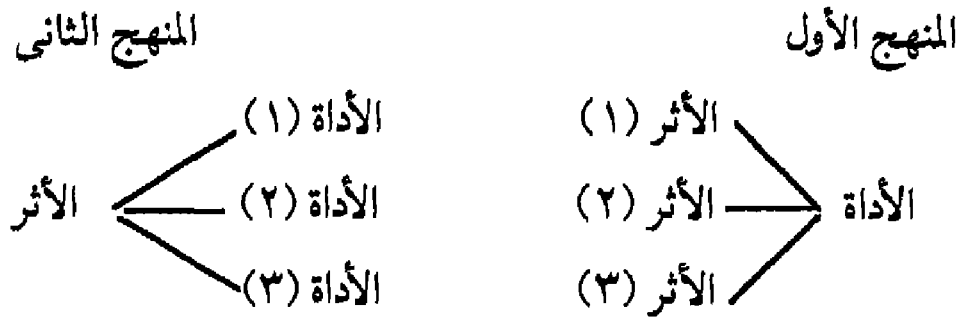 المنهج الأول المنهج الثانى
الأثر (١) الأداة (١)
الأداة الأثر (٢) الأداة (٢) الأثر
الأثر (٣) الأداة (٣)